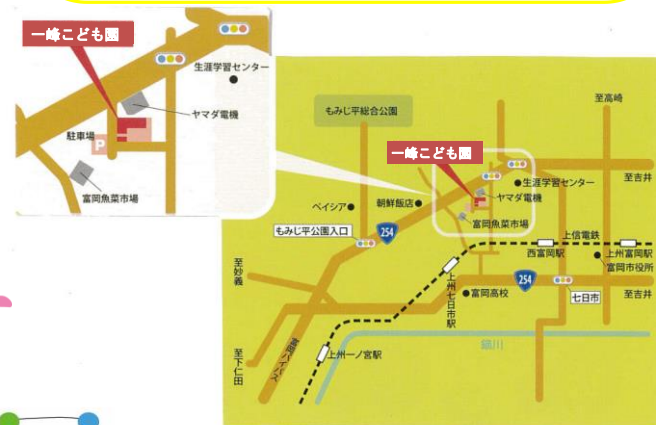 一峰こども園
生涯学習センター
ヤマダ電機
駐車場
P
富岡魚菜市場
もみじ平総合公園
至高崎
一峰こども園
至吉井
生涯学習センター
ヤマダ電機
朝鮮飯店
ベイシア
富岡魚菜市場
もみじ平公園入口
254
上信電鉄
西富岡駅
上州富岡駅
富岡市役所
至妙義
上州七日市駅
254
富岡高校
七日市
至吉井
鏑川
至下仁田
富岡バイパス
上州一ノ宮駅